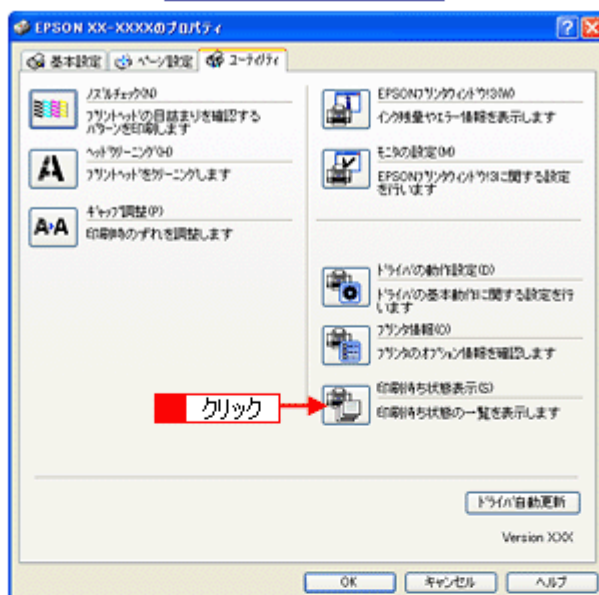 EPSON XX-XXXXのプロパティ
基本設定
ページ設定
ユーティリティ
ノズルチェック(N)
プリントヘッドの目詰まりを確認する
パターンを印刷します
ヘッドクリーニング(H)
プリントヘッドをクリーニングします
ギャップ調整(P)
印刷時のずれを調整します
EPSONプリンタウィンドウ!3(W)
インク残量やエラー情報を表示します
モニタの設定(M)
EPSONプリンタウィンドウ!3に関する設定
を行います
ドライバの動作設定(D)
ドライバの基本動作に関する設定を行
います
プリンタ情報(O)
プリンタのオプション情報を確認します
印刷待ち状態表示(S)
印刷待ち状態の一覧を表示します
クリック
ドライバ自動更新
Version XXX
OK
キャンセル
ヘルプ